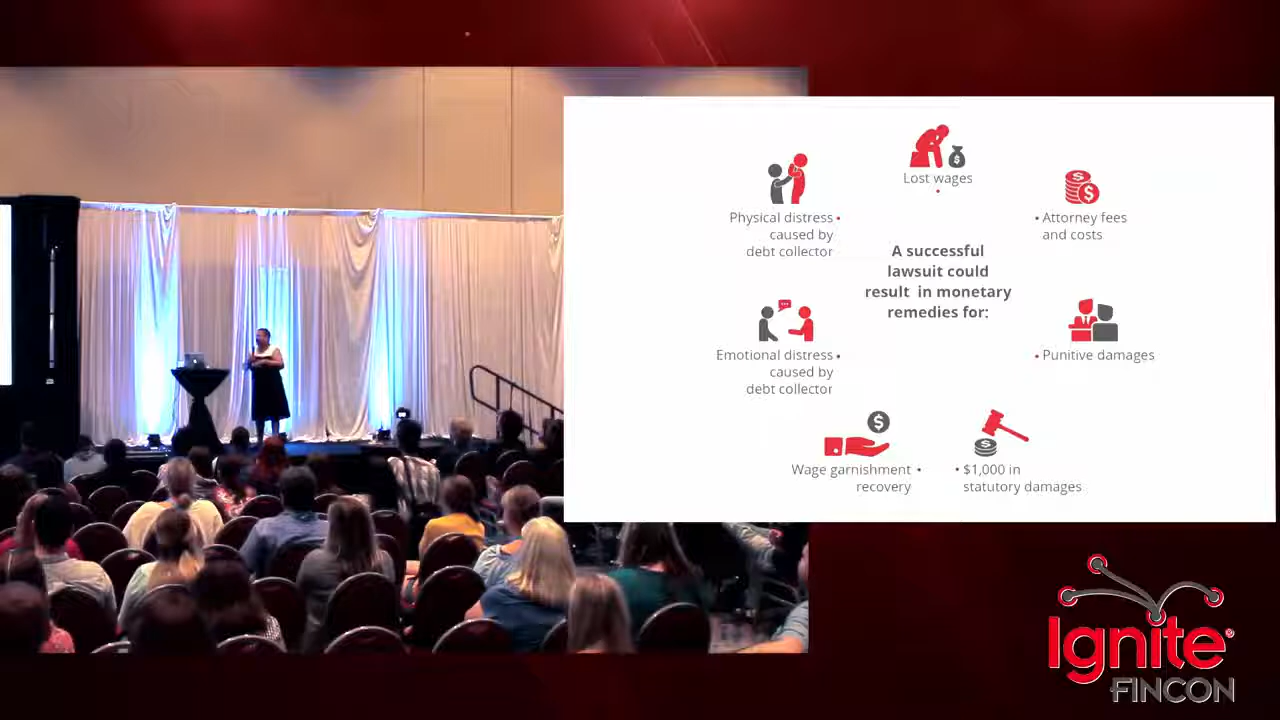 Lost wages
Physical distress •
caused by
debt collector
• Attorney fees
and costs
A successful
lawsuit could
result in monetary
remedies for:
Emotional distress •
caused by
debt collector
• Punitive damages
Wage garnishment •
recovery
• $1,000 in
statutory damages
Ignite®
FINCON